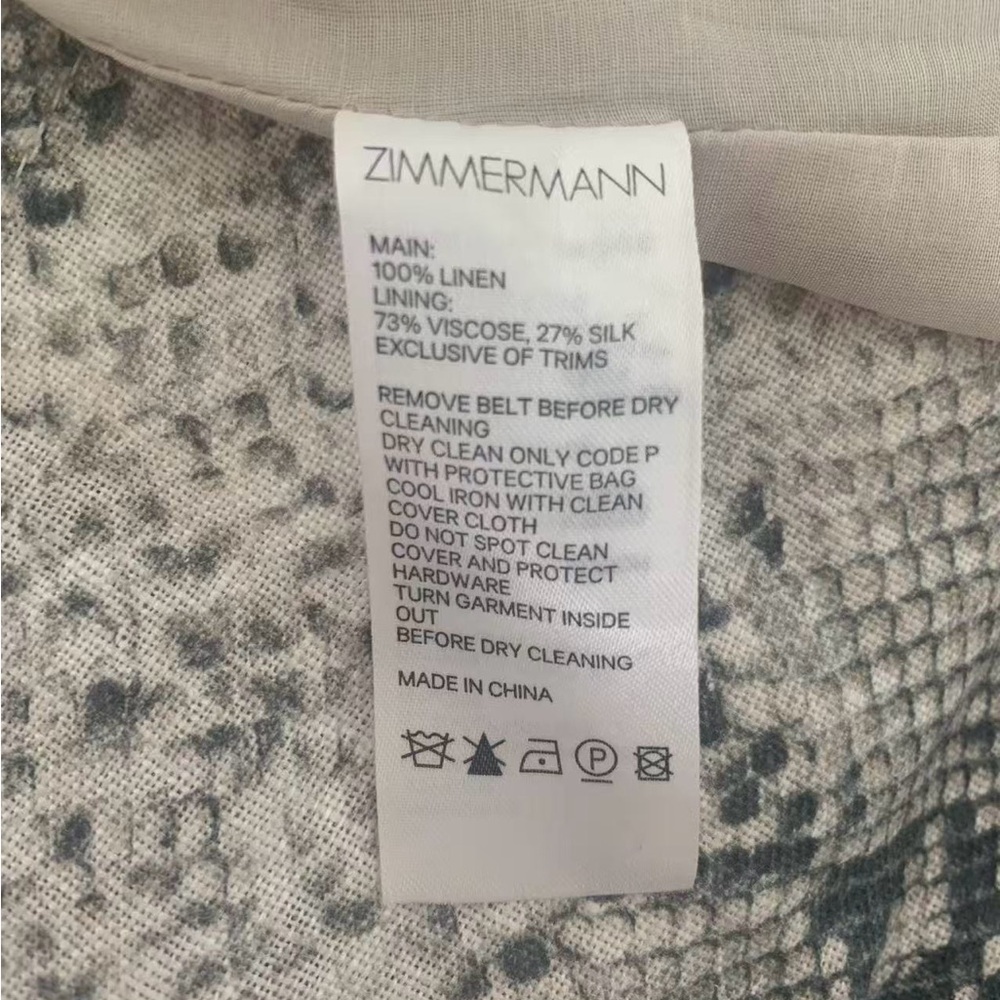 ZIMMERMANN
MAIN:
100% LINEN
LINING:
73% VISCOSE, 27% SILK
EXCLUSIVE OF TRIMS
REMOVE BELT BEFORE DRY
CLEANING
DRY CLEAN ONLY CODE P
WITH PROTECTIVE BAG
COOL IRON WITH CLEAN
COVER CLOTH
DO NOT SPOT CLEAN
COVER AND PROTECT
HARDWARE
TURN GARMENT INSIDE
OUT
BEFORE DRY CLEANING
MADE IN CHINA
P